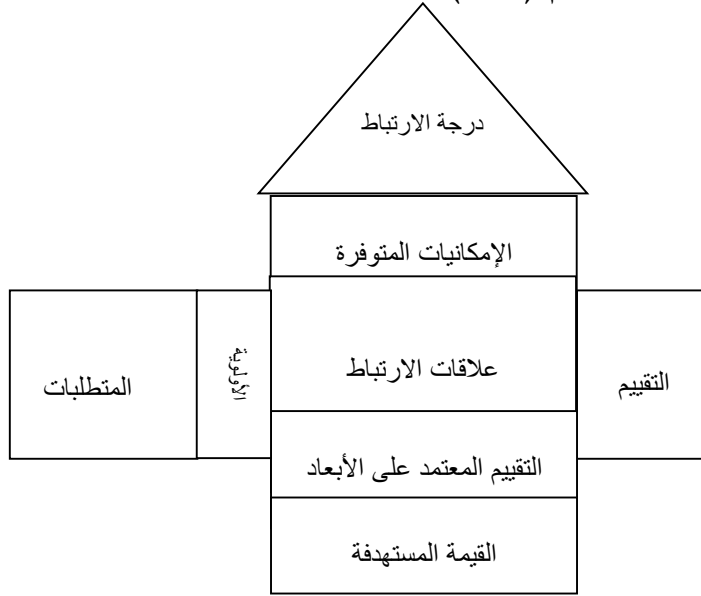 درجة الارتباط
الإمكانيات المتوفرة
المتطلبات
الأولوية
علاقات الارتباط
التقييم
التقييم المعتمد على الأبعاد
القيمة المستهدفة